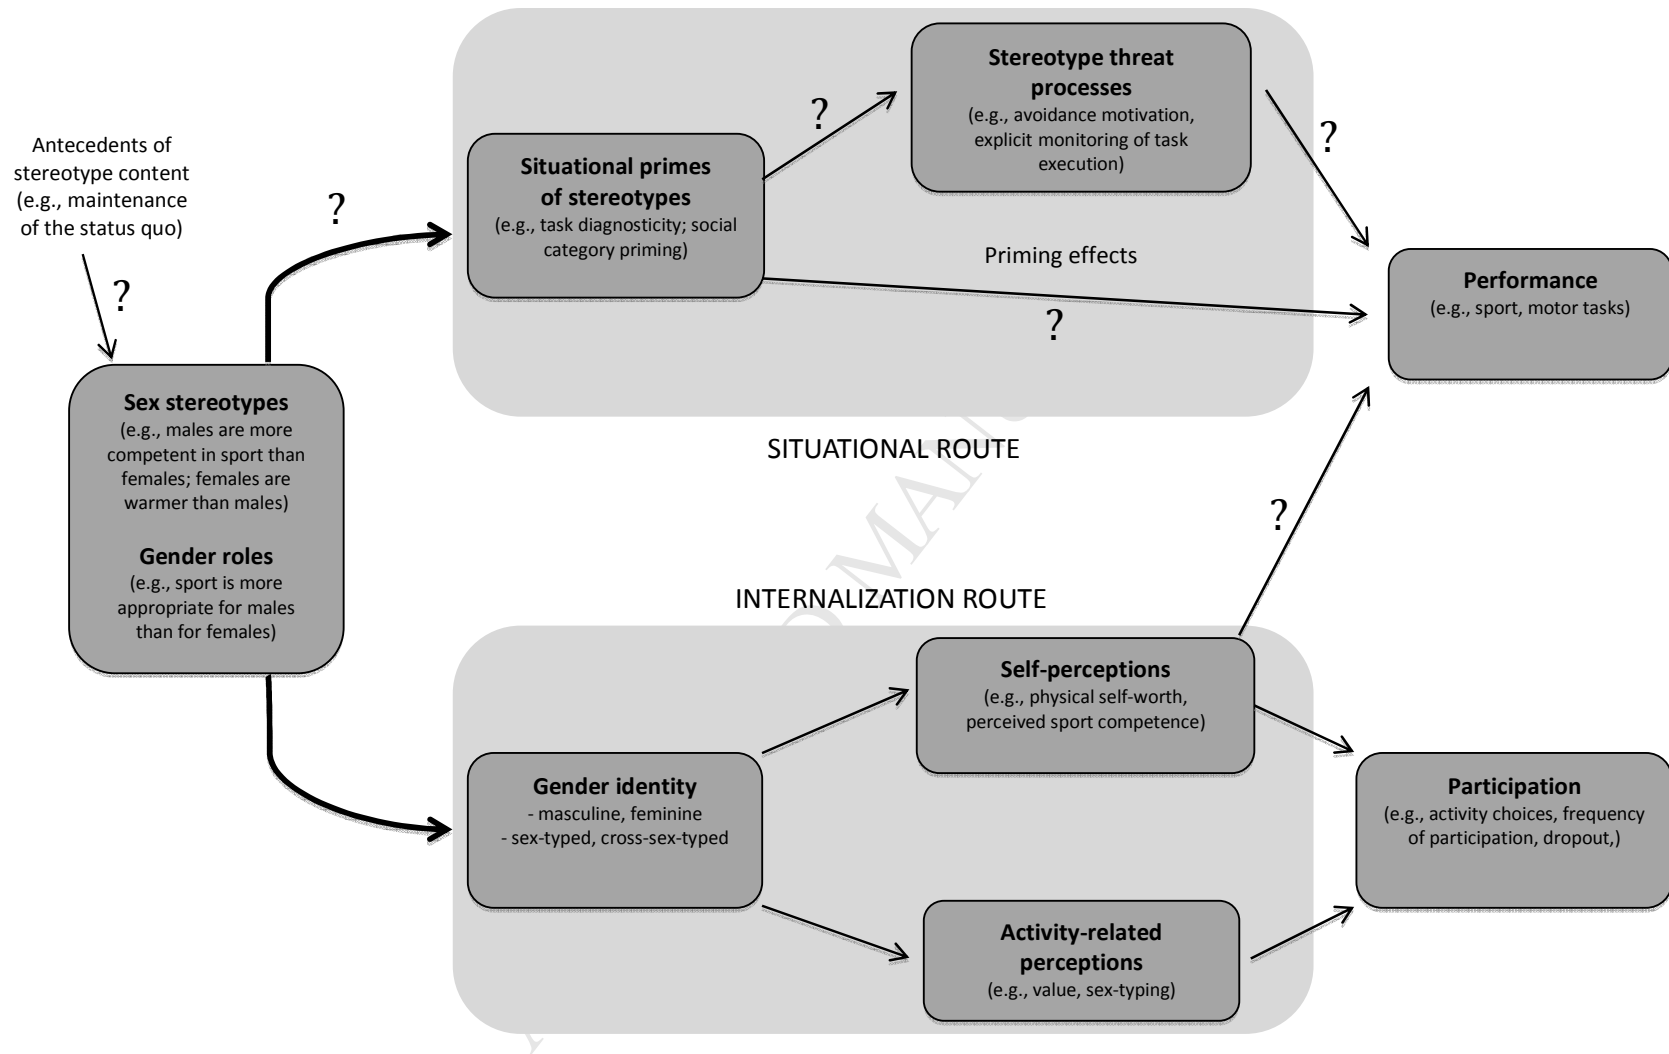 Antecedents of
stereotype content
(e.g., maintenance
of the status quo)
?
Sex stereotypes
(e.g., males are more
competent in sport than
females; females are
warmer than males)
Gender roles
(e.g., sport is more
appropriate for males
than for females)
?
Situational primes
of stereotypes
(e.g., task diagnosticity; social
category priming)
?
Stereotype threat
processes
(e.g., avoidance motivation,
explicit monitoring of task
execution)
?
Priming effects
?
Performance
(e.g., sport, motor tasks)
SITUATIONAL ROUTE
?
INTERNALIZATION ROUTE
Gender identity
- masculine, feminine
- sex-typed, cross-sex-typed
Self-perceptions
(e.g., physical self-worth,
perceived sport competence)
Activity-related
perceptions
(e.g., value, sex-typing)
Participation
(e.g., activity choices, frequency
of participation, dropout,)